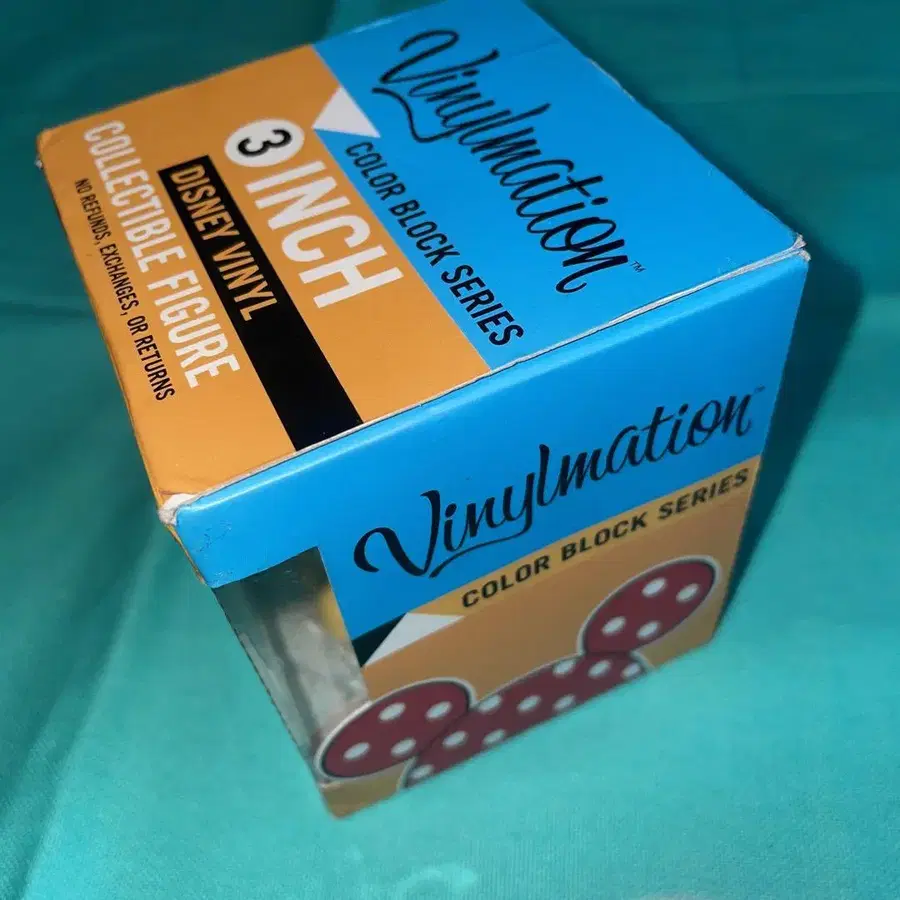 Vinylmation™
COLOR BLOCK SERIES
3 INCH
DISNEY VINYL
COLLECTIBLE FIGURE
NO REFUNDS, EXCHANGES, OR RETURNS
Vinylmation™
COLOR BLOCK SERIES